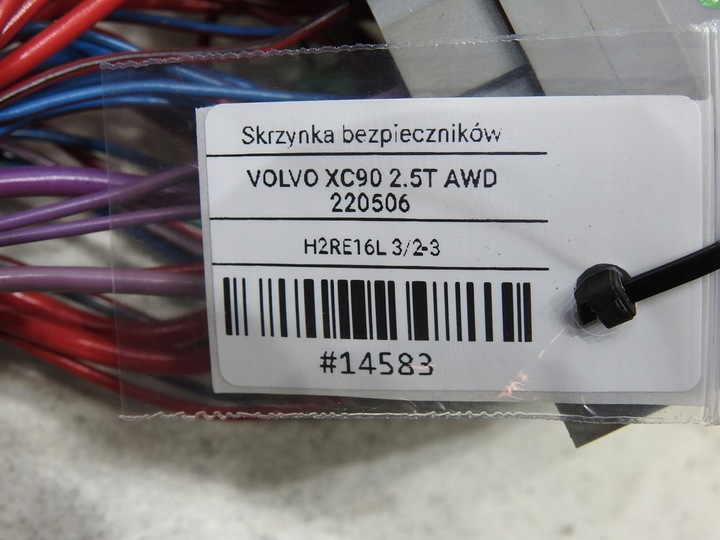 Skrzynka bezpieczników
VOLVO XC90 2.5T AWD
220506
H2RE16L 3/2-3
#14583